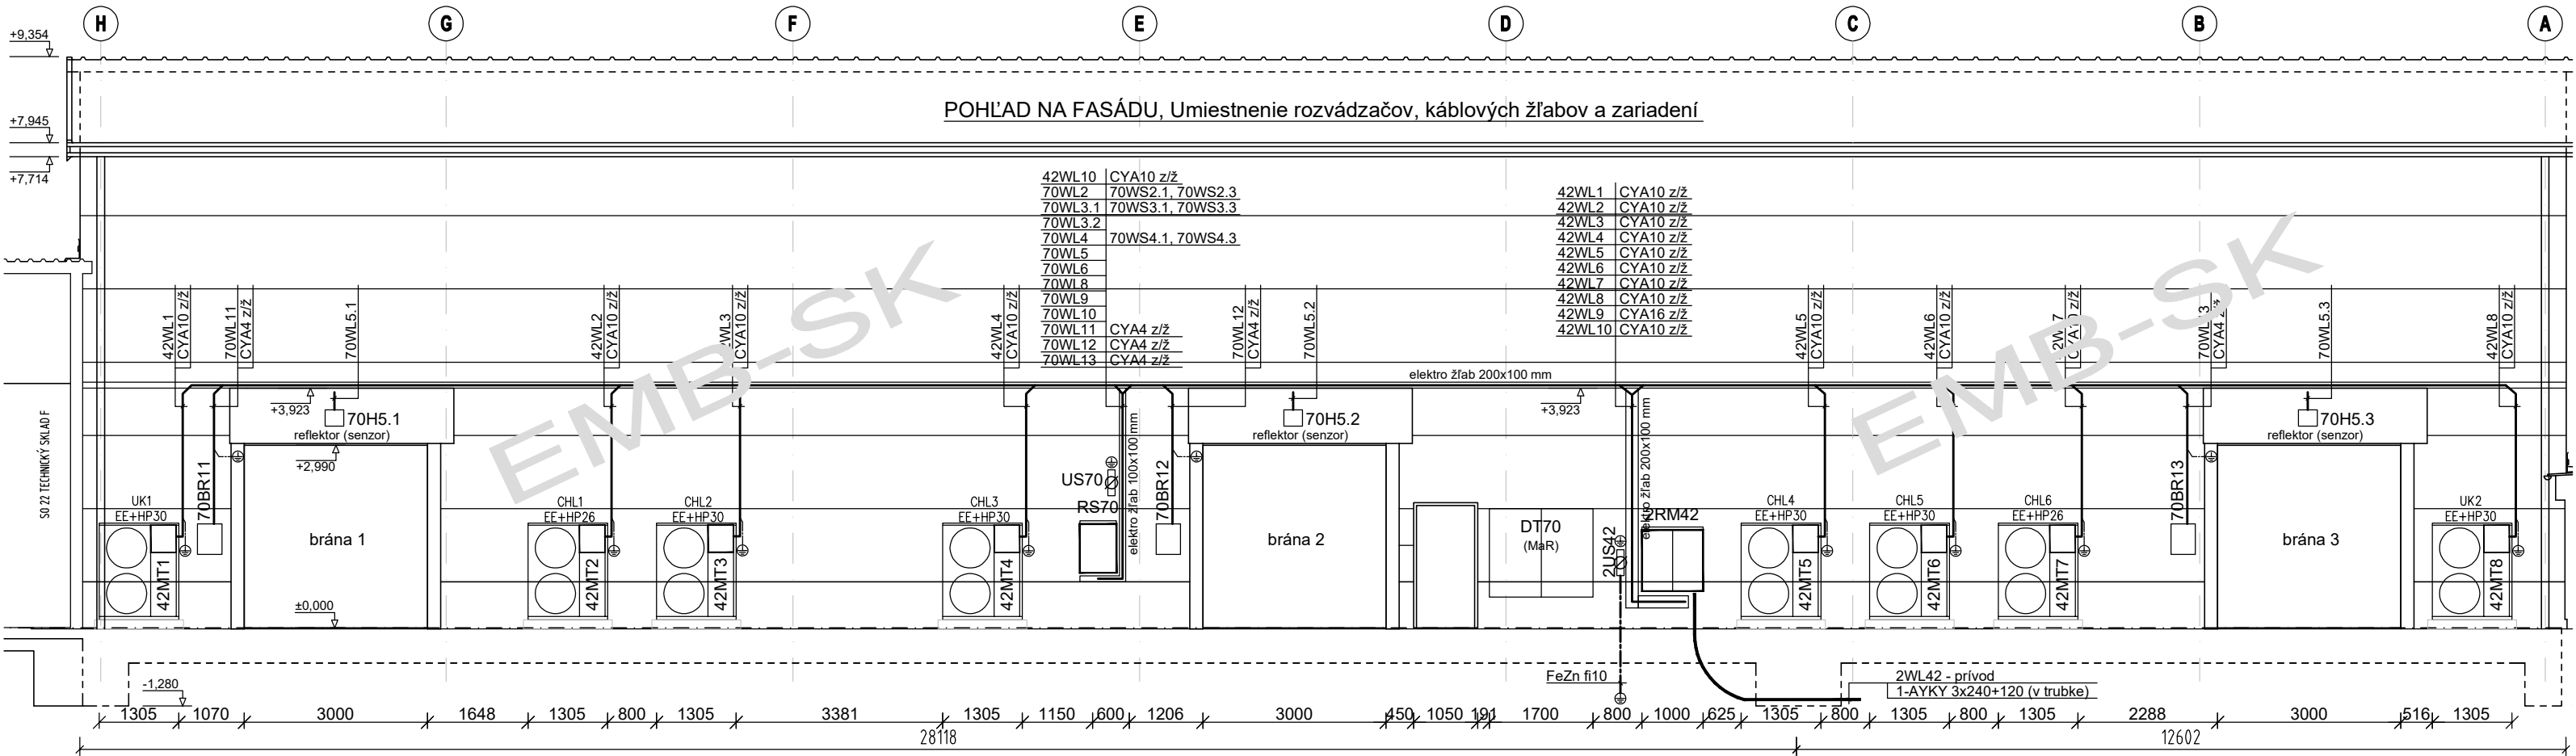 H G F E D C B A
+9,354
+7,945
+7,714
POHĽAD NA FASÁDU, Umiestnenie rozvádzačov, káblových žľabov a zariadení
42WL10 CYA10 z/ž
70WL2 70WS2.1, 70WS2.3
70WL3.1 70WS3.1, 70WS3.3
70WL3.2
70WL4 70WS4.1, 70WS4.3
70WL5
70WL6
70WL8
70WL9
70WL10
70WL11 CYA4 z/ž
70WL12 CYA4 z/ž
70WL13 CYA4 z/ž
42WL1 CYA10 z/ž
42WL2 CYA10 z/ž
42WL3 CYA10 z/ž
42WL4 CYA10 z/ž
42WL5 CYA10 z/ž
42WL6 CYA10 z/ž
42WL7 CYA10 z/ž
42WL8 CYA10 z/ž
42WL9 CYA16 z/ž
42WL10 CYA10 z/ž
42WL1
CYA10 z/ž
70WL11
CYA4 z/ž
70WL5.1
42WL2
CYA10 z/ž
CYA10 z/ž
42WL4
CYA10 z/ž
70WL12
CYA4 z/ž
70WL5.2
42WL5
CYA10 z/ž
42WL6
CYA10 z/ž
CYA10 z/ž
CYA4 z/ž
70WL5.3
42WL8
CYA10 z/ž
EMB-SK
EMB-SK
elektro žľab 200x100 mm
+3,923
+3,923
70H5.1
reflektor (senzor)
+2,990
70H5.2
reflektor (senzor)
70H5.3
reflektor (senzor)
SO 22 TECHNICKÝ SKLAD F
UK1
EE+HP30
42MT1
70BR11
brána 1
±0,000
CHL1
EE+HP26
42MT2
CHL2
EE+HP30
42MT3
CHL3
EE+HP30
42MT4
US70
RS70
elektro žľab 100x100 mm
70BR12
brána 2
DT70
(MaR)
2US42
elektro žľab 200x100 mm
2RM42
CHL4
EE+HP30
42MT5
CHL5
EE+HP30
42MT6
CHL6
EE+HP26
42MT7
70BR13
brána 3
UK2
EE+HP30
42MT8
-1,280
FeZn fi10
2WL42 - prívod
1-AYKY 3x240+120 (v trubke)
1305 1070 3000 1648 1305 800 1305 3381 1305 1150 600 1206 3000 450 1050 191 1700 800 1000 625 1305 800 1305 800 1305 2288 3000 516 1305
28118 12602